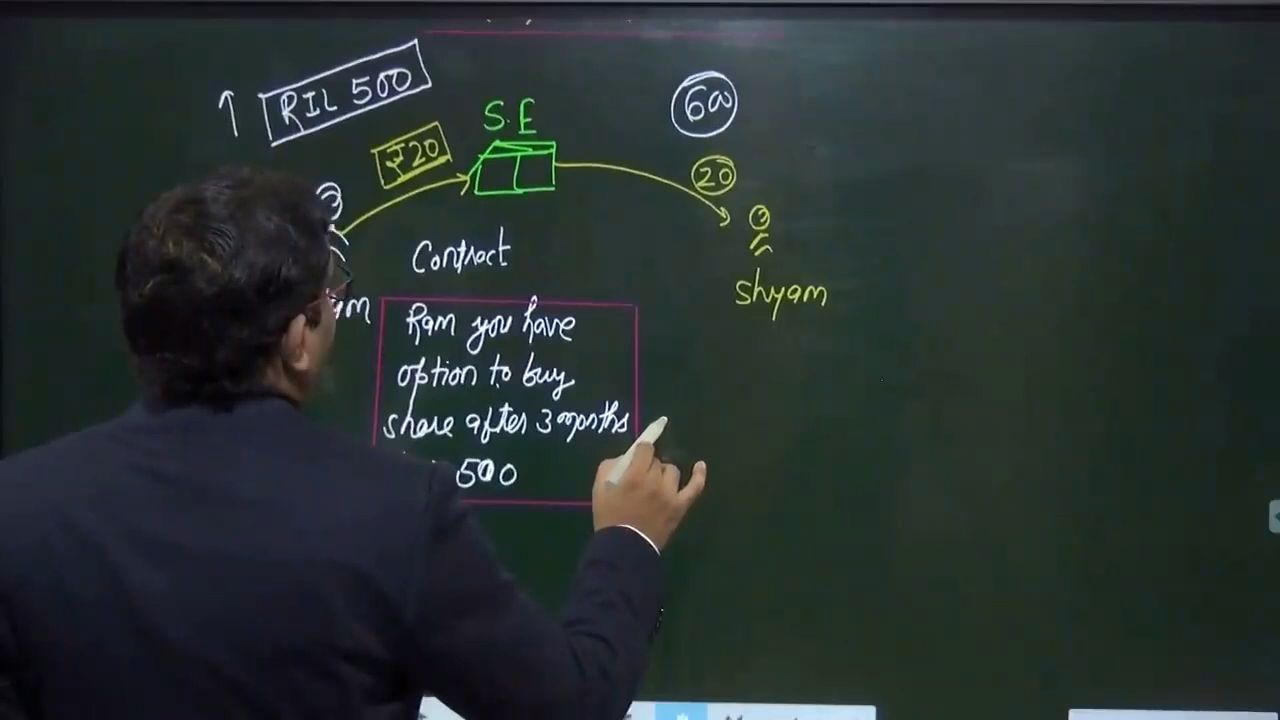 RIL 500
600
S.E
₹20
20
Contract
Shyam
Ram you have
option to buy
share after 3 months
500